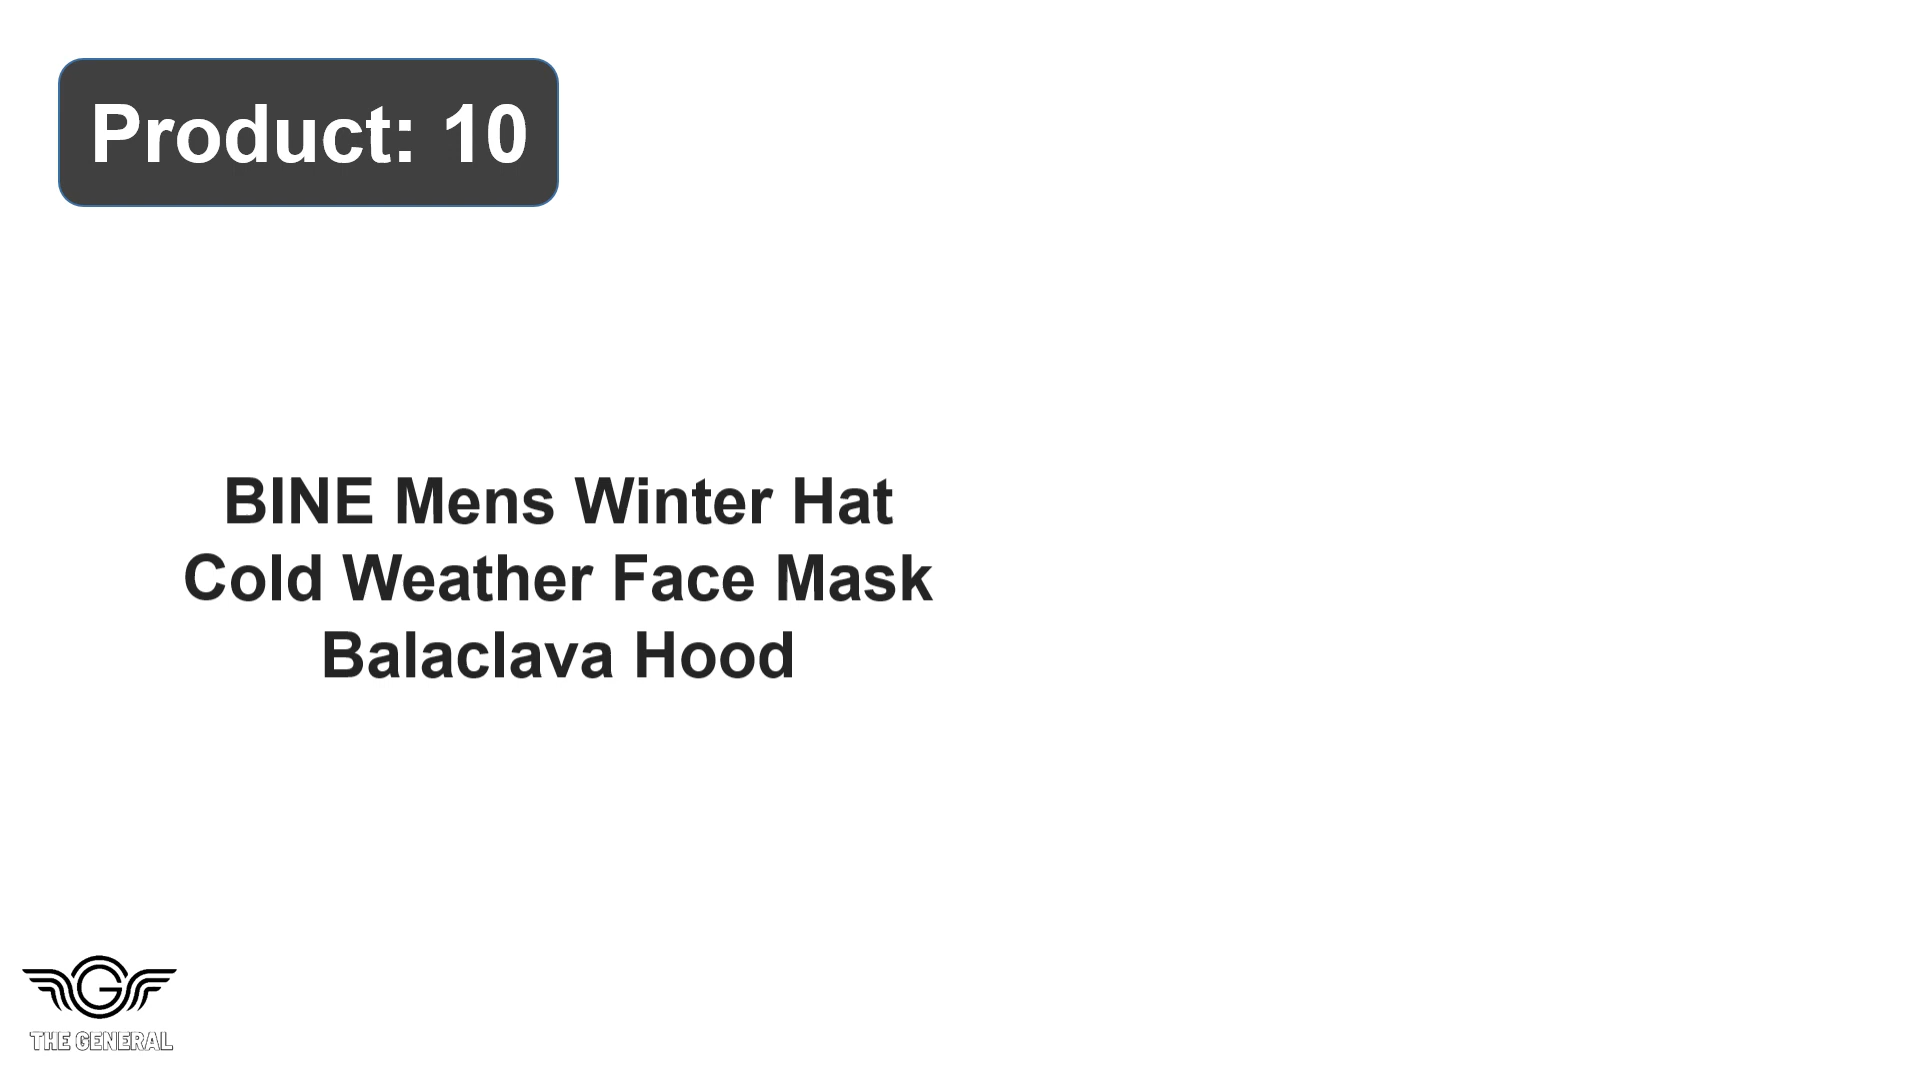 Product: 10
BINE Mens Winter Hat
Cold Weather Face Mask
Balaclava Hood
THE GENERAL